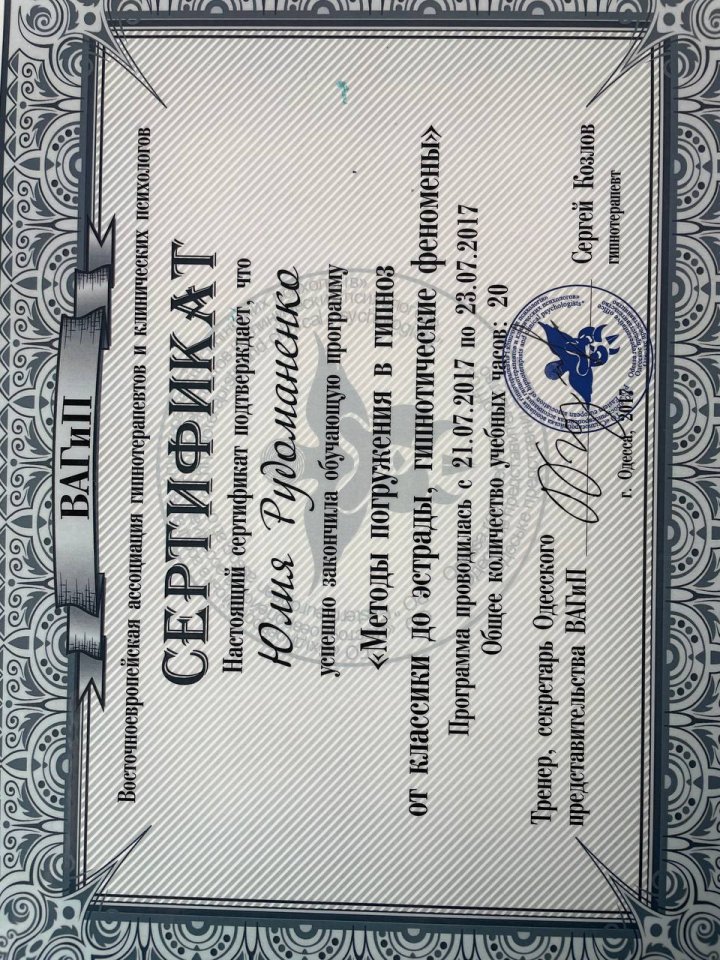 ВАГиП
Восточноевропейская ассоциация гипнотерапевтов и клинических психологов
СЕРТИФИКАТ
Настоящий сертификат подтверждает, что
Юлия Рудоманенко
успешно закончила обучающую программу
«Методы погружения в гипноз
от классики до эстрады, гипнотические феномены»
Программа проводилась с 21.07.2017 по 23.07.2017
Общее количество учебных часов: 20
Тренер, секретарь Одесского
представительства ВАГиП
Сергей Козлов
гипнотерапевт
г. Одесса, 2017